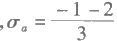 , σₐ = (−1−2)/3